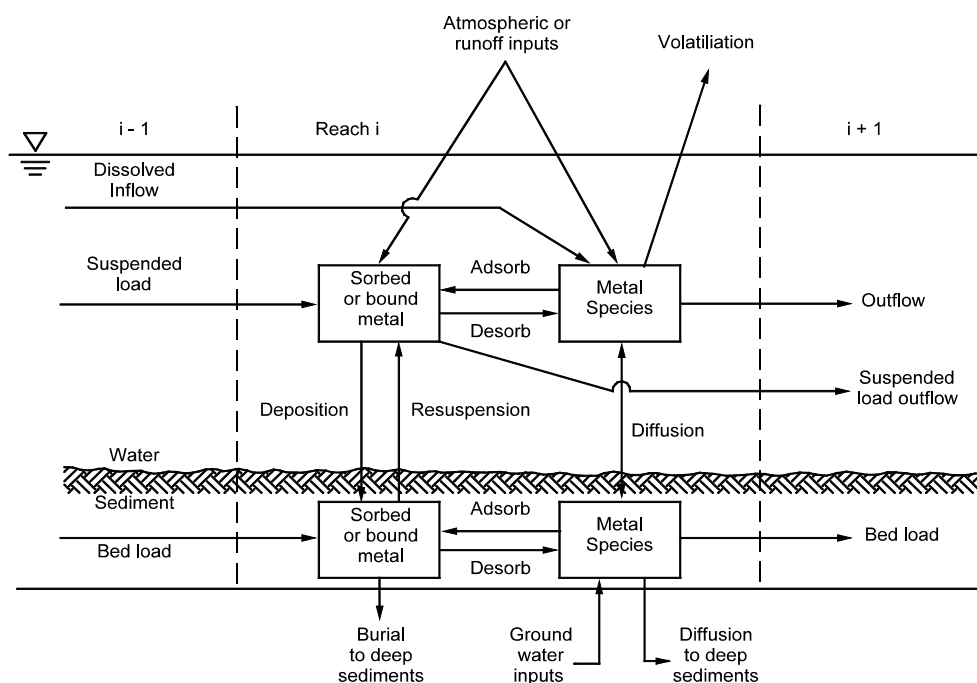 Atmospheric or
runoff inputs
Volatiliation
i - 1
Reach i
i + 1
Dissolved
Inflow
Suspended
load
Sorbed
or bound
metal
Adsorb
Desorb
Metal
Species
Outflow
Suspended
load outflow
Deposition
Resuspension
Diffusion
Water
Sediment
Bed load
Sorbed
or bound
metal
Adsorb
Desorb
Metal
Species
Bed load
Burial
to deep
sediments
Ground
water
inputs
Diffusion
to deep
sediments